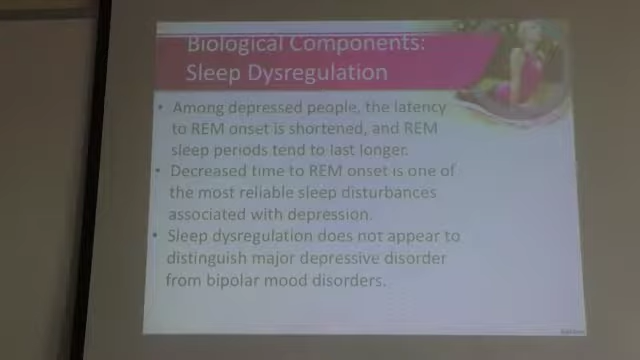 Biological Components:
Sleep Dysregulation
• Among depressed people, the latency
to REM onset is shortened, and REM
sleep periods tend to last longer.
• Decreased time to REM onset is one of
the most reliable sleep disturbances
associated with depression.
• Sleep dysregulation does not appear to
distinguish major depressive disorder
from bipolar mood disorders.